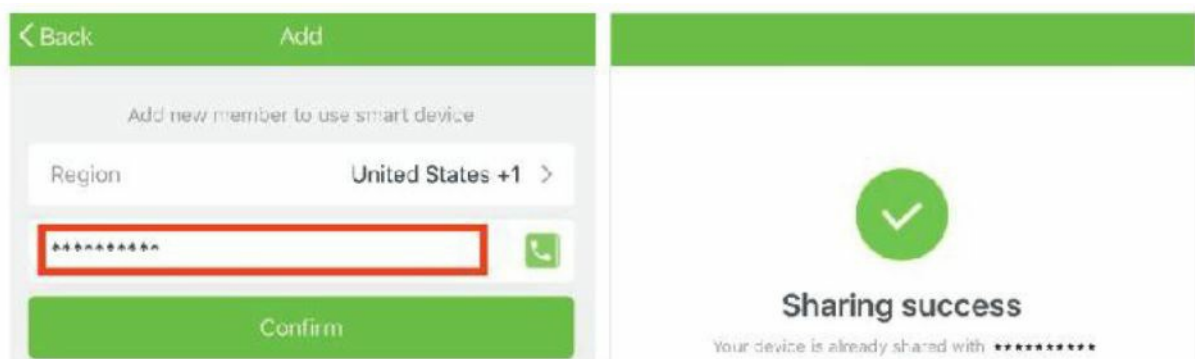 Back
Add
Add new member to use smart device
Region
United States +1
**********
Confirm
Sharing success
Your device is already shared with **********